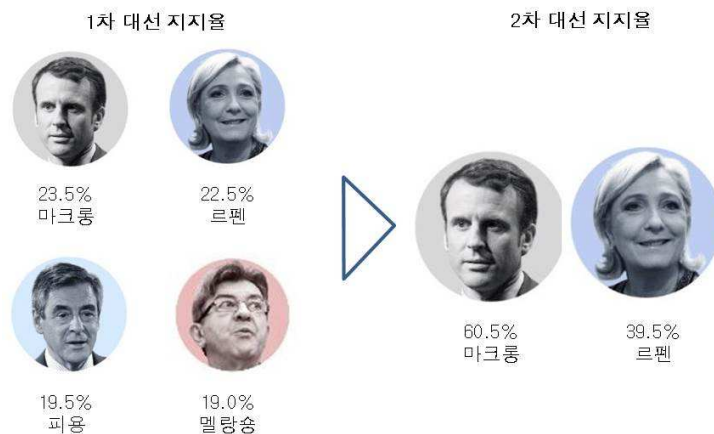 1차 대선 지지율
23.5%
마크롱
22.5%
르펜
19.5%
피용
19.0%
멜랑숑
2차 대선 지지율
60.5%
마크롱
39.5%
르펜